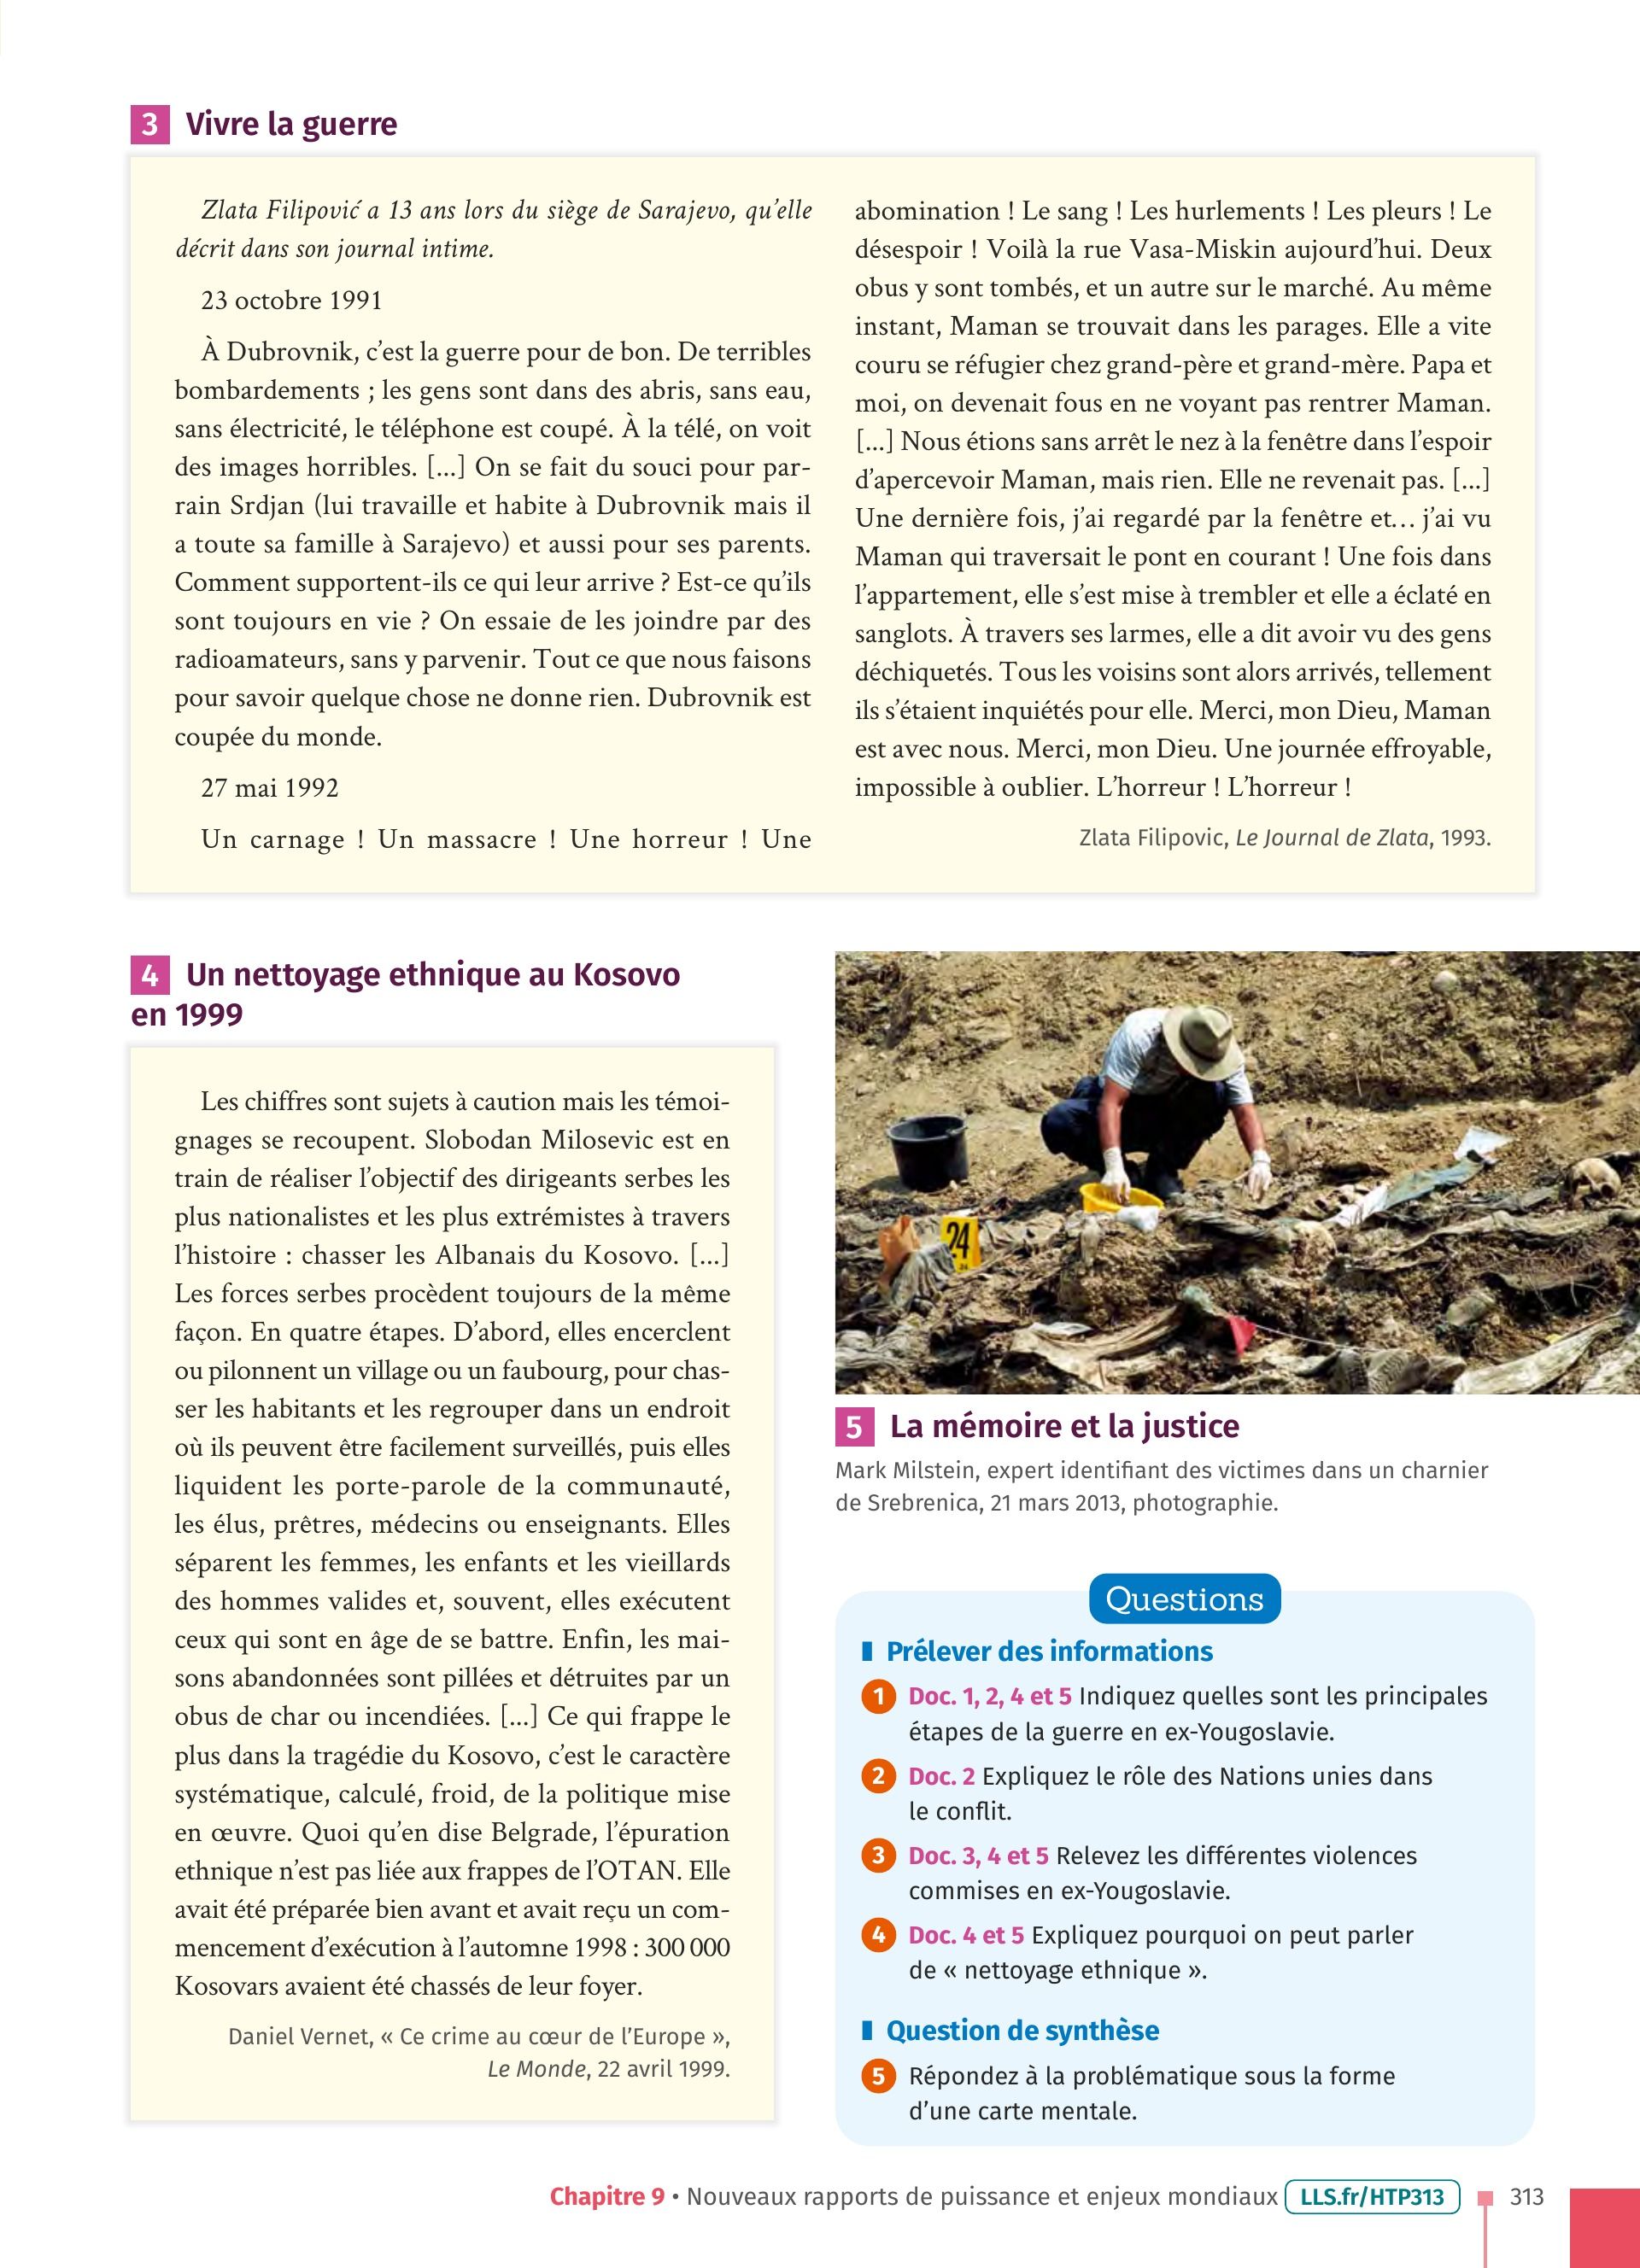 3 Vivre la guerre
Zlata Filipović a 13 ans lors du siège de Sarajevo, qu’elle
décrit dans son journal intime.
23 octobre 1991
À Dubrovnik, c’est la guerre pour de bon. De terribles
bombardements ; les gens sont dans des abris, sans eau,
sans électricité, le téléphone est coupé. À la télé, on voit
des images horribles. [...] On se fait du souci pour par-
rain Srdjan (lui travaille et habite à Dubrovnik mais il
a toute sa famille à Sarajevo) et aussi pour ses parents.
Comment supportent-ils ce qui leur arrive ? Est-ce qu’ils
sont toujours en vie ? On essaie de les joindre par des
radioamateurs, sans y parvenir. Tout ce que nous faisons
pour savoir quelque chose ne donne rien. Dubrovnik est
coupée du monde.
27 mai 1992
Un carnage ! Un massacre ! Une horreur ! Une
abomination ! Le sang ! Les hurlements ! Les pleurs ! Le
désespoir ! Voilà la rue Vasa-Miskin aujourd’hui. Deux
obus y sont tombés, et un autre sur le marché. Au même
instant, Maman se trouvait dans les parages. Elle a vite
couru se réfugier chez grand-père et grand-mère. Papa et
moi, on devenait fous en ne voyant pas rentrer Maman.
[...] Nous étions sans arrêt le nez à la fenêtre dans l’espoir
d’apercevoir Maman, mais rien. Elle ne revenait pas. [...]
Une dernière fois, j’ai regardé par la fenêtre et… j’ai vu
Maman qui traversait le pont en courant ! Une fois dans
l’appartement, elle s’est mise à trembler et elle a éclaté en
sanglots. À travers ses larmes, elle a dit avoir vu des gens
déchiquetés. Tous les voisins sont alors arrivés, tellement
ils s’étaient inquiétés pour elle. Merci, mon Dieu, Maman
est avec nous. Merci, mon Dieu. Une journée effroyable,
impossible à oublier. L’horreur ! L’horreur !
Zlata Filipovic, Le Journal de Zlata, 1993.
4 Un nettoyage ethnique au Kosovo
en 1999
Les chiffres sont sujets à caution mais les témoi-
gnages se recoupent. Slobodan Milosevic est en
train de réaliser l’objectif des dirigeants serbes les
plus nationalistes et les plus extrémistes à travers
l’histoire : chasser les Albanais du Kosovo. [...]
Les forces serbes procèdent toujours de la même
façon. En quatre étapes. D’abord, elles encerclent
ou pilonnent un village ou un faubourg, pour chas-
ser les habitants et les regrouper dans un endroit
où ils peuvent être facilement surveillés, puis elles
liquident les porte-parole de la communauté,
les élus, prêtres, médecins ou enseignants. Elles
séparent les femmes, les enfants et les vieillards
des hommes valides et, souvent, elles exécutent
ceux qui sont en âge de se battre. Enfin, les mai-
sons abandonnées sont pillées et détruites par un
obus de char ou incendiées. [...] Ce qui frappe le
plus dans la tragédie du Kosovo, c’est le caractère
systématique, calculé, froid, de la politique mise
en œuvre. Quoi qu’en dise Belgrade, l’épuration
ethnique n’est pas liée aux frappes de l’OTAN. Elle
avait été préparée bien avant et avait reçu un com-
mencement d’exécution à l’automne 1998 : 300 000
Kosovars avaient été chassés de leur foyer.
Daniel Vernet, « Ce crime au cœur de l’Europe »,
Le Monde, 22 avril 1999.
24
5 La mémoire et la justice
Mark Milstein, expert identifiant des victimes dans un charnier
de Srebrenica, 21 mars 2013, photographie.
Questions
Prélever des informations
1 Doc. 1, 2, 4 et 5 Indiquez quelles sont les principales
étapes de la guerre en ex-Yougoslavie.
2 Doc. 2 Expliquez le rôle des Nations unies dans
le conflit.
3 Doc. 3, 4 et 5 Relevez les différentes violences
commises en ex-Yougoslavie.
4 Doc. 4 et 5 Expliquez pourquoi on peut parler
de « nettoyage ethnique ».
Question de synthèse
5 Répondez à la problématique sous la forme
d’une carte mentale.
Chapitre 9 • Nouveaux rapports de puissance et enjeux mondiaux LLS.fr/HTP313 313